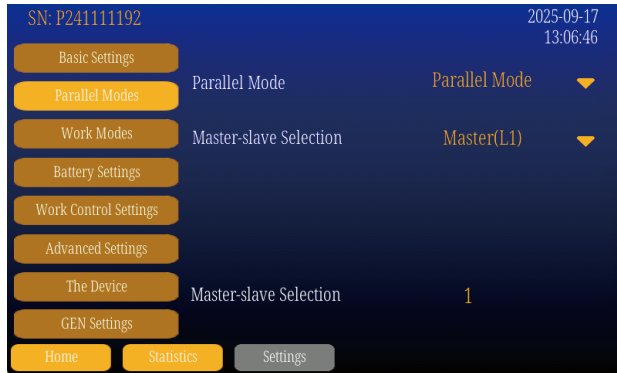 SN: P241111192
2025-09-17
13:06:46
Basic Settings
Parallel Modes
Work Modes
Battery Settings
Work Control Settings
Advanced Settings
The Device
GEN Settings
Parallel Mode Parallel Mode
Master-slave Selection Master(L1)
Master-slave Selection 1
Home Statistics Settings